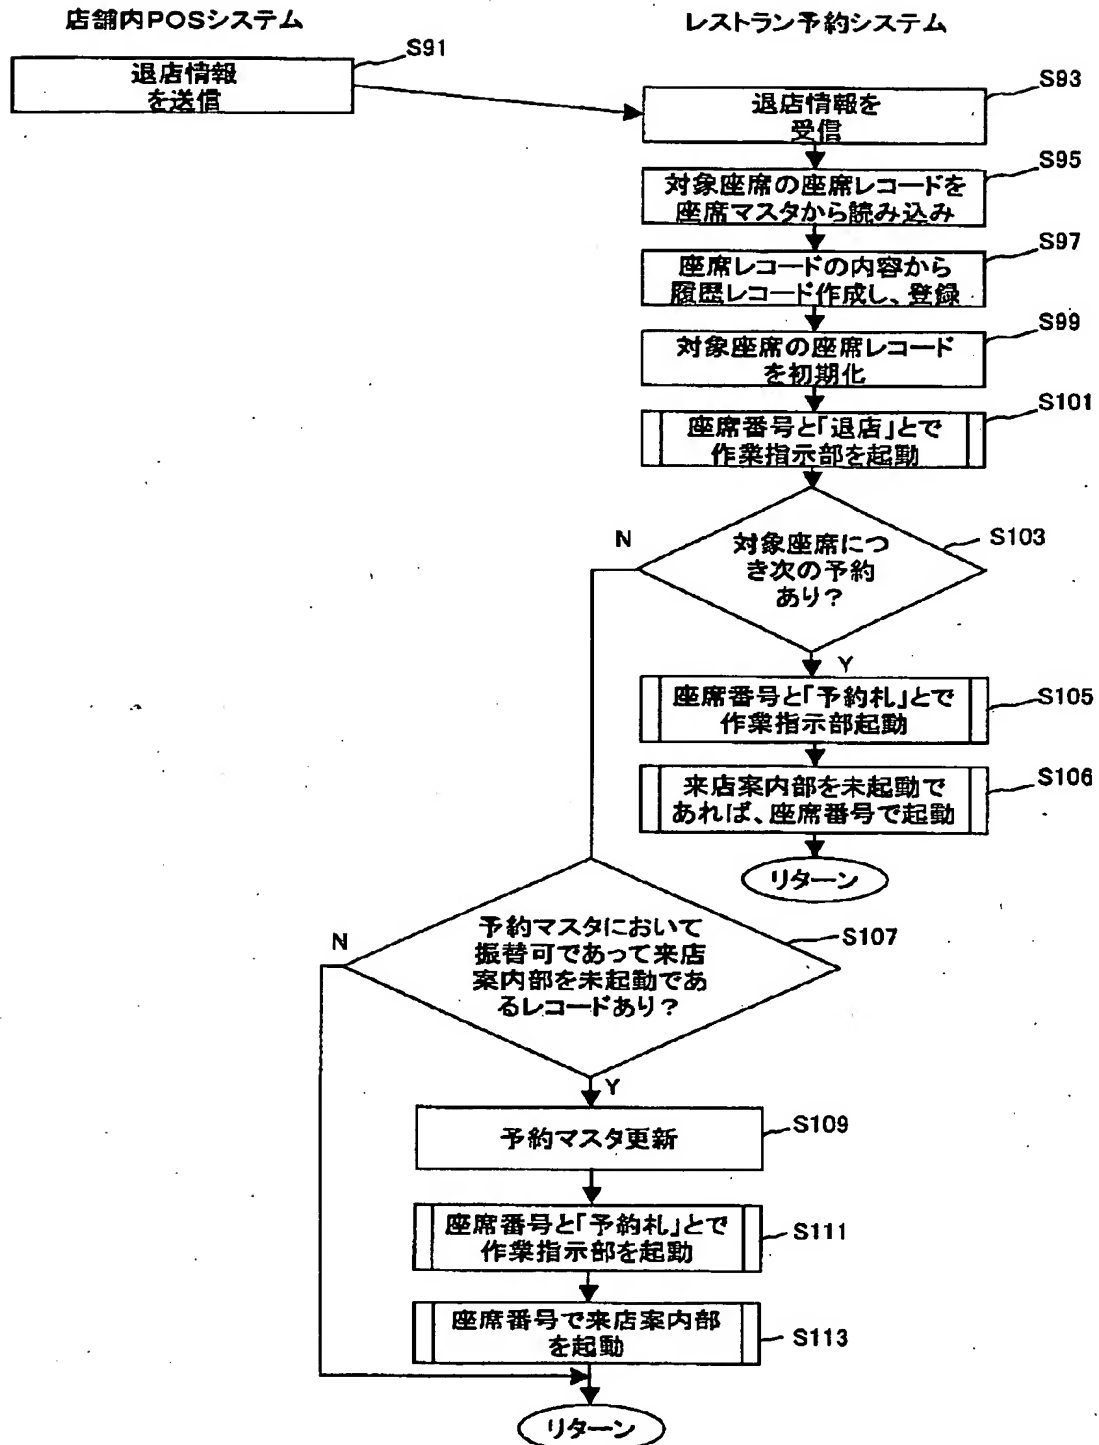 店舗内POSシステム
レストラン予約システム
S91
退店情報
を送信
S93
退店情報を
受信
S95
対象座席の座席レコードを
座席マスタから読み込み
S97
座席レコードの内容から
履歴レコード作成し、登録
S99
対象座席の座席レコード
を初期化
S101
座席番号と「退店」とで
作業指示部を起動
N
S103
対象座席につ
き次の予約
あり?
Y
S105
座席番号と「予約札」とで
作業指示部起動
S106
来店案内部を未起動で
あれば、座席番号で起動
リターン
N
S107
予約マスタにおいて
振替可であって来店
案内部を未起動であ
るレコードあり?
Y
S109
予約マスタ更新
S111
座席番号と「予約札」とで
作業指示部を起動
S113
座席番号で来店案内部
を起動
リターン